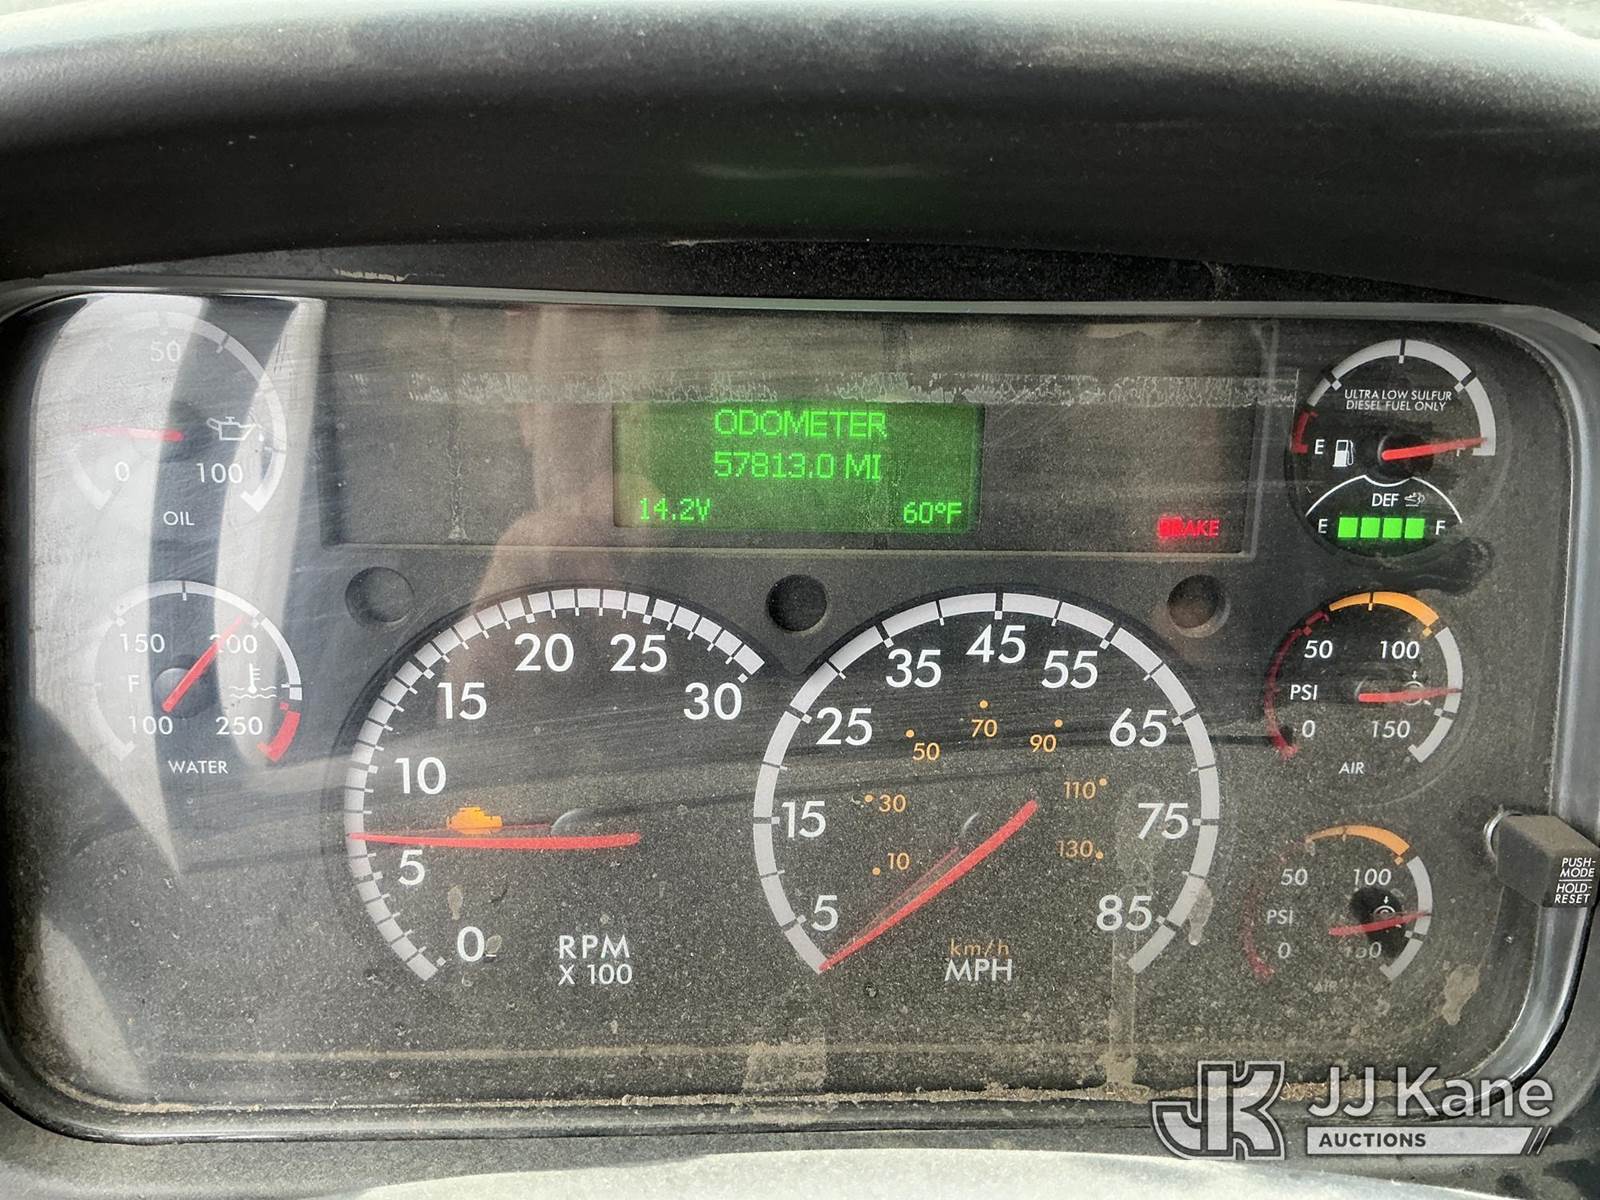 ODOMETER
57813.0 MI
14.2V 60°F
BRAKE
50
0 100
OIL
150 200
F
100 250
WATER
0 5 10 15 20 25 30
RPM
X 100
5 15 25 35 45 55 65 75 85
10 30 50 70 90 110 130
km/h
MPH
ULTRA LOW SULFUR
DIESEL FUEL ONLY
E F
DEF
E F
50 100
PSI
0 150
AIR
50 100
PSI
0 150
AIR
PUSH-
MODE
HOLD-
RESET
JK
JJ Kane
AUCTIONS